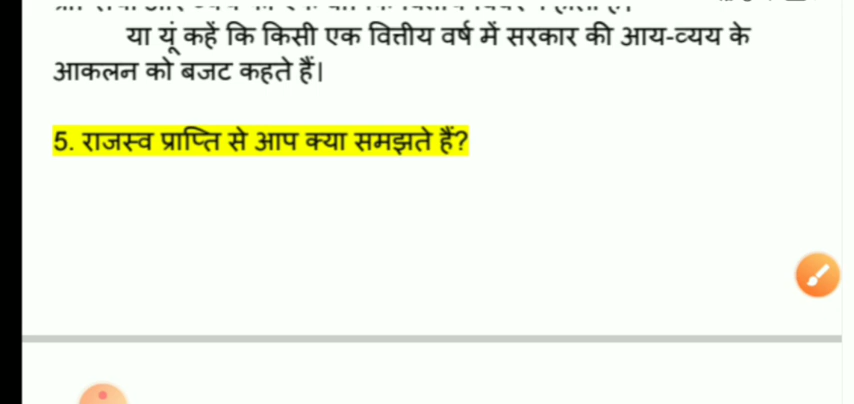 या यूं कहें कि किसी एक वित्तीय वर्ष में सरकार की आय-व्यय के
आकलन को बजट कहते हैं।
5. राजस्व प्राप्ति से आप क्या समझते हैं?